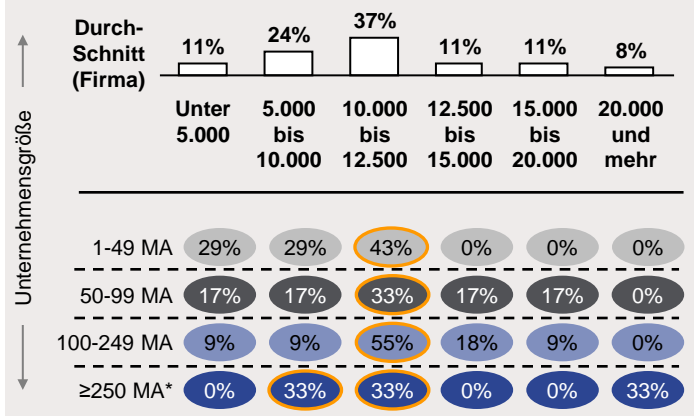 Unternehmensgröße
Durch-
Schnitt
(Firma)
11% 24% 37% 11% 11% 8%
Unter 5.000 10.000 12.500 15.000 20.000
5.000 bis bis bis bis und
10.000 12.500 15.000 20.000 mehr
1-49 MA 29% 29% 43% 0% 0% 0%
50-99 MA 17% 17% 33% 17% 17% 0%
100-249 MA 9% 9% 55% 18% 9% 0%
≥250 MA* 0% 33% 33% 0% 0% 33%